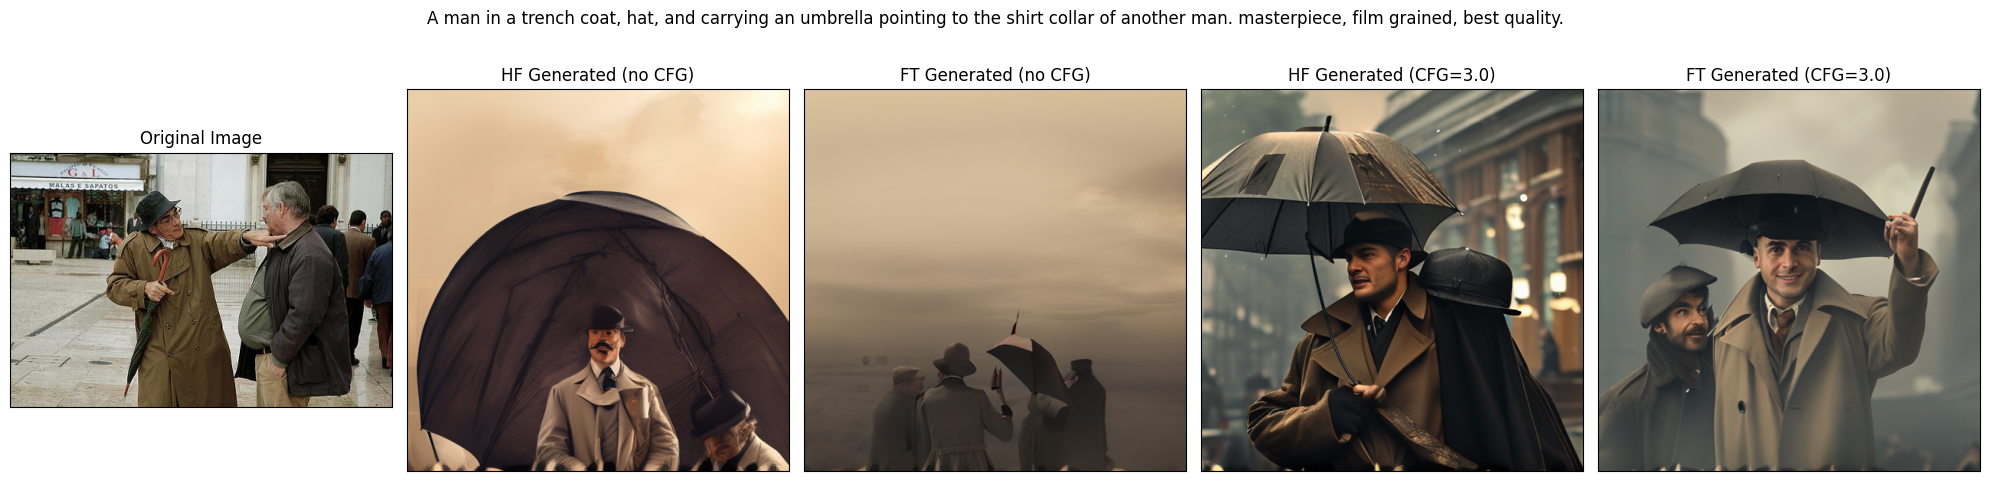 A man in a trench coat, hat, and carrying an umbrella pointing to the shirt collar of another man. masterpiece, film grained, best quality.
Original Image
HF Generated (no CFG)
FT Generated (no CFG)
HF Generated (CFG=3.0)
FT Generated (CFG=3.0)
G & L
MALAS E SAPATOS